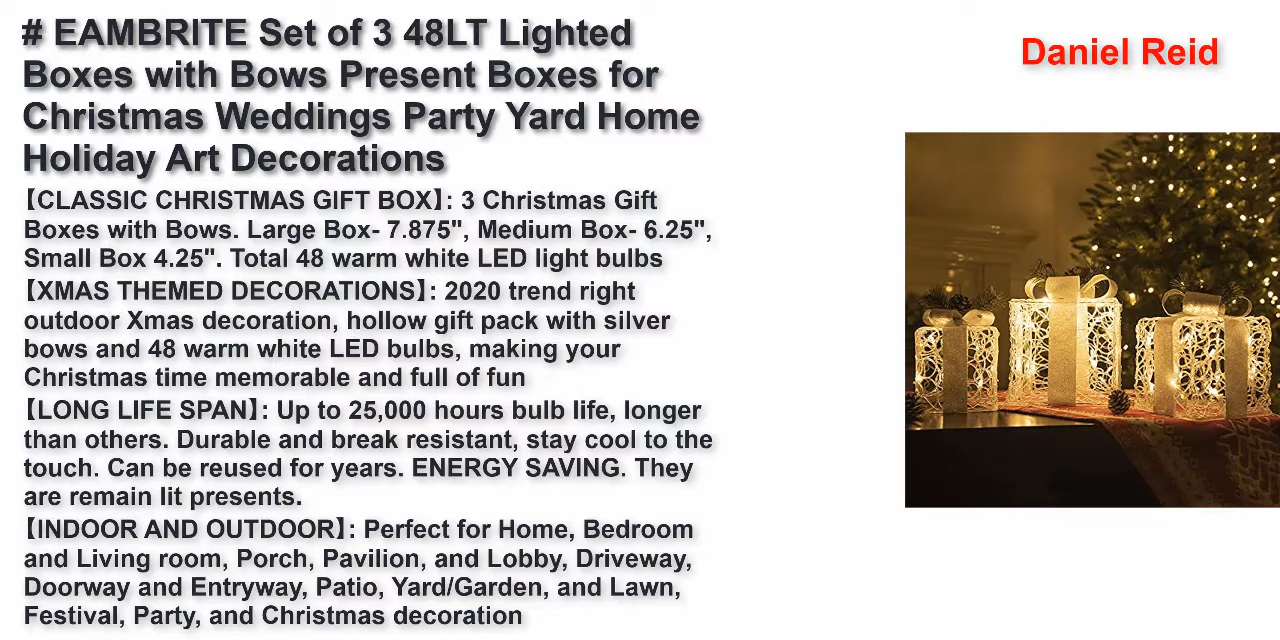 # EAMBRITE Set of 3 48LT Lighted
Boxes with Bows Present Boxes for
Christmas Weddings Party Yard Home
Holiday Art Decorations
【CLASSIC CHRISTMAS GIFT BOX】: 3 Christmas Gift
Boxes with Bows. Large Box- 7.875", Medium Box- 6.25",
Small Box 4.25". Total 48 warm white LED light bulbs
【XMAS THEMED DECORATIONS】: 2020 trend right
outdoor Xmas decoration, hollow gift pack with silver
bows and 48 warm white LED bulbs, making your
Christmas time memorable and full of fun
【LONG LIFE SPAN】: Up to 25,000 hours bulb life, longer
than others. Durable and break resistant, stay cool to the
touch. Can be reused for years. ENERGY SAVING. They
are remain lit presents.
【INDOOR AND OUTDOOR】: Perfect for Home, Bedroom
and Living room, Porch, Pavilion, and Lobby, Driveway,
Doorway and Entryway, Patio, Yard/Garden, and Lawn,
Festival, Party, and Christmas decoration
Daniel Reid